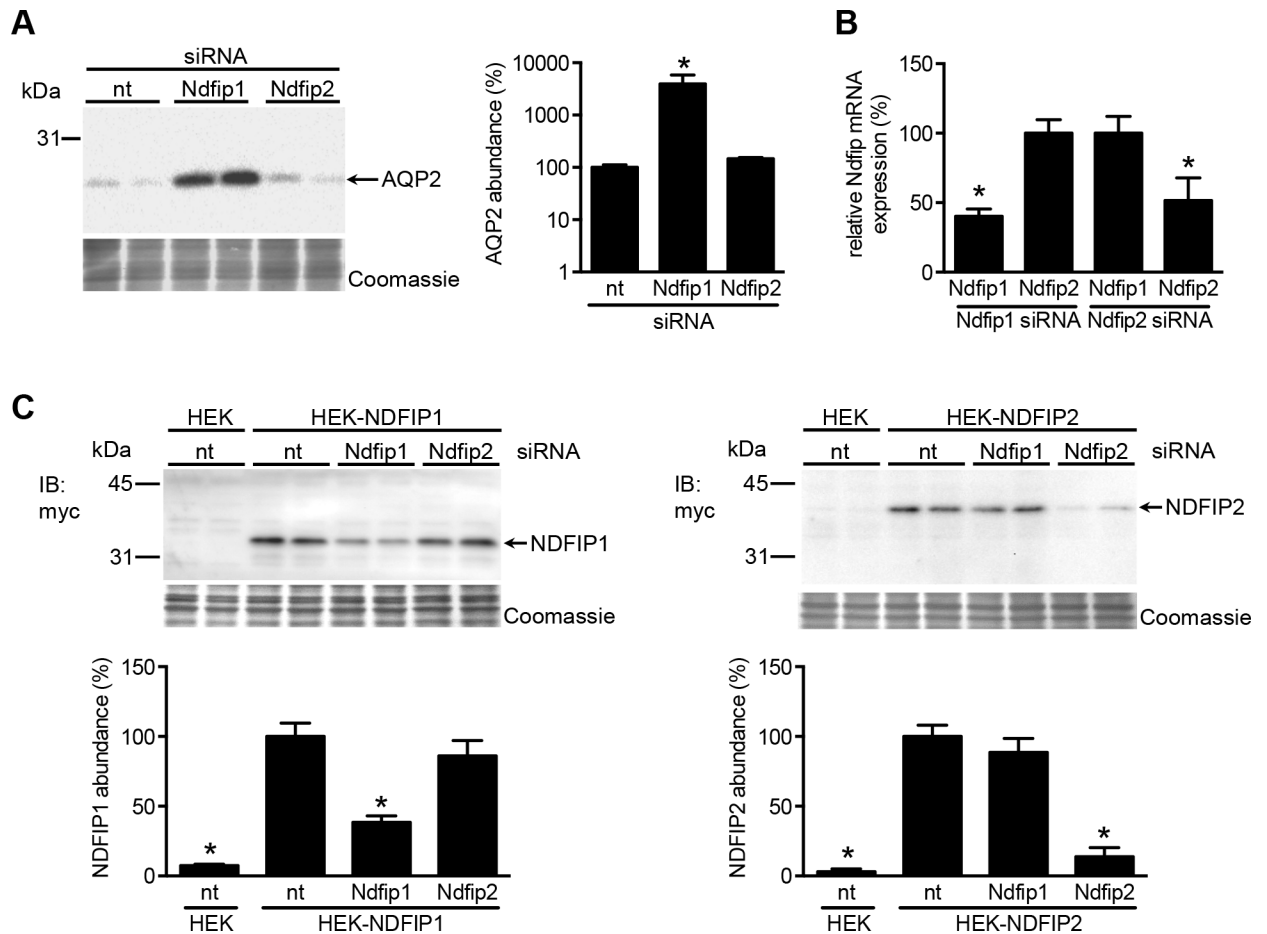 A
siRNA
kDa
nt Ndfip1 Ndfip2
31
AQP2
Coomassie
AQP2 abundance (%)
10000
1000
100
10
1
*
nt Ndfip1 Ndfip2
siRNA
B
relative Ndfip mRNA
expression (%)
150
100
50
0
* *
Ndfip1 Ndfip2 Ndfip1 Ndfip2
Ndfip1 siRNA Ndfip2 siRNA
C
HEK HEK-NDFIP1
kDa nt nt Ndfip1 Ndfip2 siRNA
IB:
myc
45
31
NDFIP1
Coomassie
NDFIP1 abundance (%)
150
100
50
0
* *
nt nt Ndfip1 Ndfip2
HEK HEK-NDFIP1
HEK HEK-NDFIP2
kDa nt nt Ndfip1 Ndfip2 siRNA
IB:
myc
45
31
NDFIP2
Coomassie
NDFIP2 abundance (%)
150
100
50
0
* *
nt nt Ndfip1 Ndfip2
HEK HEK-NDFIP2